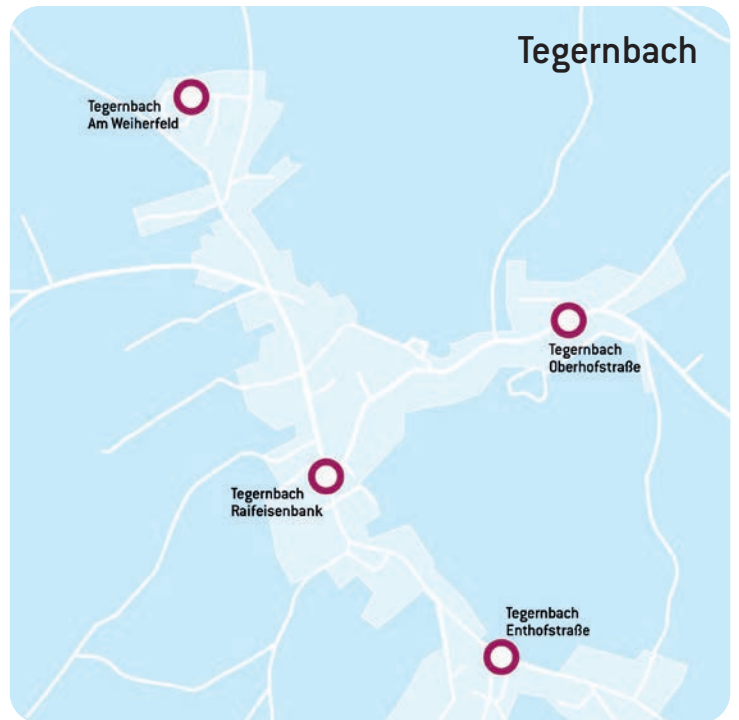 Tegernbach
Tegernbach
Am Weiherfeld
Tegernbach
Oberhofstraße
Tegernbach
Raifeisenbank
Tegernbach
Enthofstraße